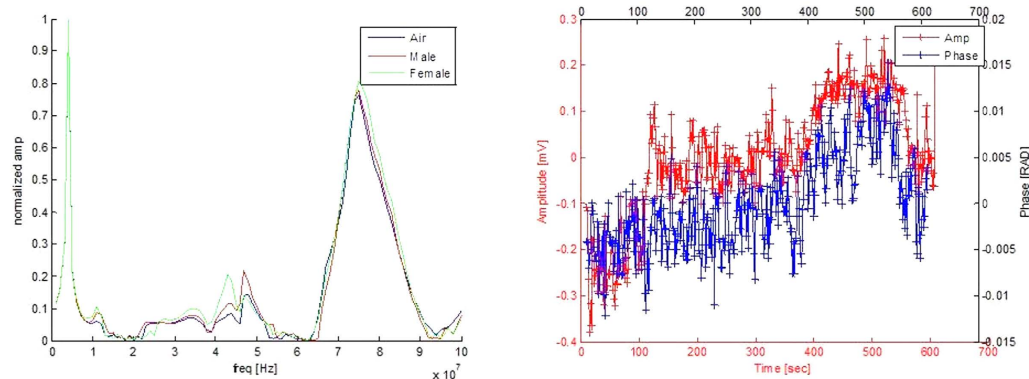 1
0.9
0.8
0.7
0.6
0.5
0.4
0.3
0.2
0.1
0
normalized amp
0 1 2 3 4 5 6 7 8 9 10
freq [Hz]
x 10^7
Air
Male
Female
0 100 200 300 400 500 600 700
0.3
0.2
0.1
0
-0.1
-0.2
-0.3
-0.4
Amplitude [mV]
0 100 200 300 400 500 600 700
Time [sec]
Amp
Phase
0.02
0.015
0.01
0.005
0
-0.005
-0.01
-0.015
Phase [RAD]